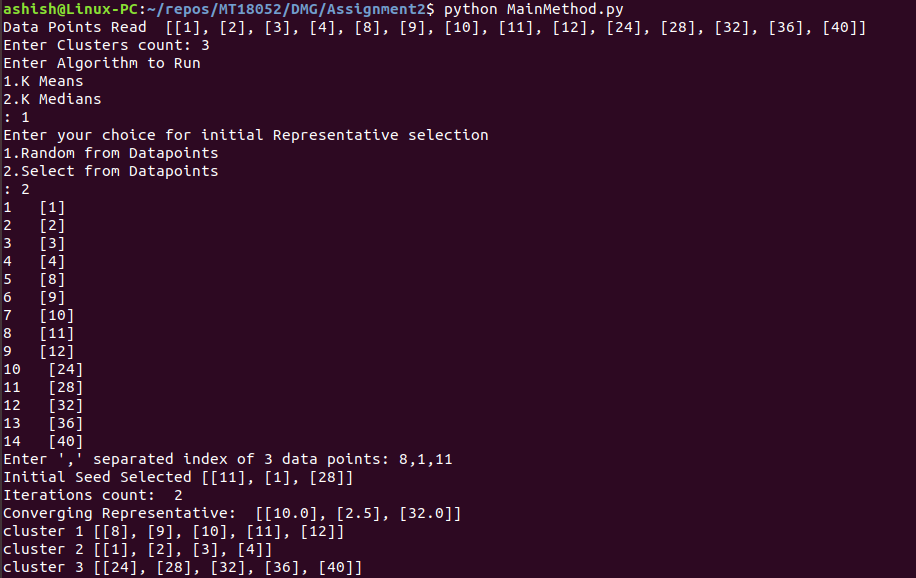 ashish@Linux-PC:~/repos/MT18052/DMG/Assignment2$ python MainMethod.py
Data Points Read  [[1], [2], [3], [4], [8], [9], [10], [11], [12], [24], [28], [32], [36], [40]]
Enter Clusters count: 3
Enter Algorithm to Run
1.K Means
2.K Medians
: 1
Enter your choice for initial Representative selection
1.Random from Datapoints
2.Select from Datapoints
: 2
1   [1]
2   [2]
3   [3]
4   [4]
5   [8]
6   [9]
7   [10]
8   [11]
9   [12]
10   [24]
11   [28]
12   [32]
13   [36]
14   [40]
Enter ',' separated index of 3 data points: 8,1,11
Initial Seed Selected [[11], [1], [28]]
Iterations count:  2
Converging Representative:  [[10.0], [2.5], [32.0]]
cluster 1 [[8], [9], [10], [11], [12]]
cluster 2 [[1], [2], [3], [4]]
cluster 3 [[24], [28], [32], [36], [40]]